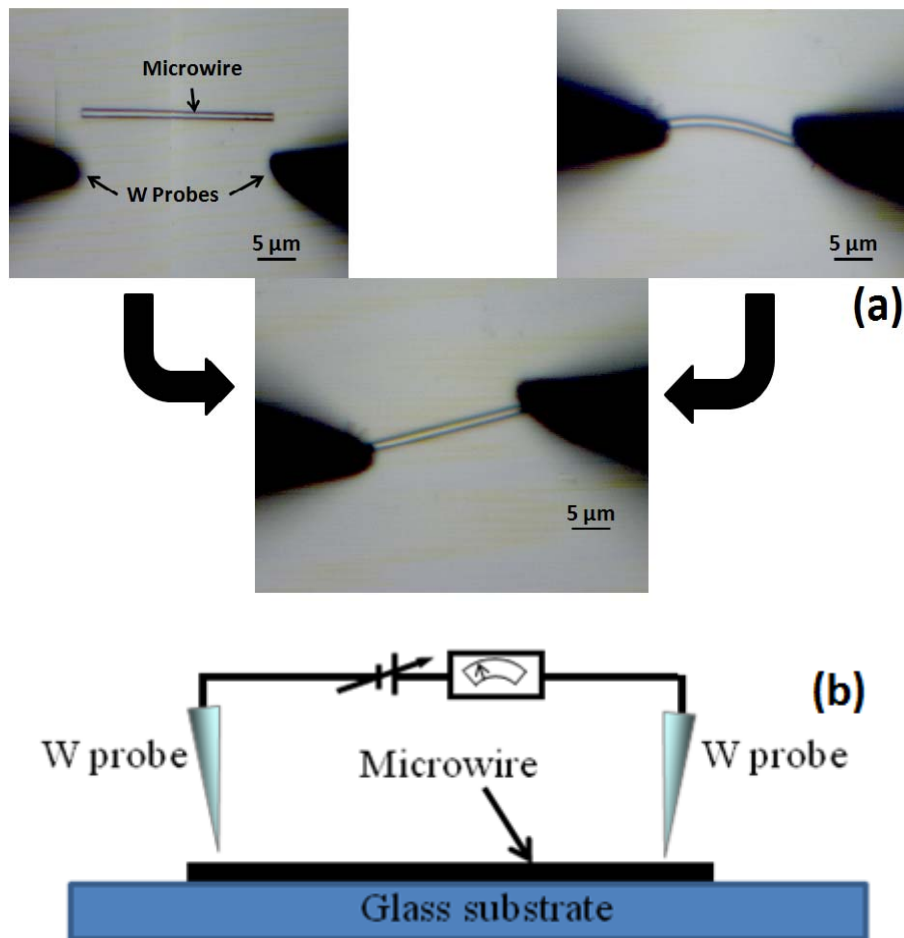 Microwire
W Probes
5 µm
5 µm
(a)
5 µm
(b)
W probe
Microwire
W probe
Glass substrate